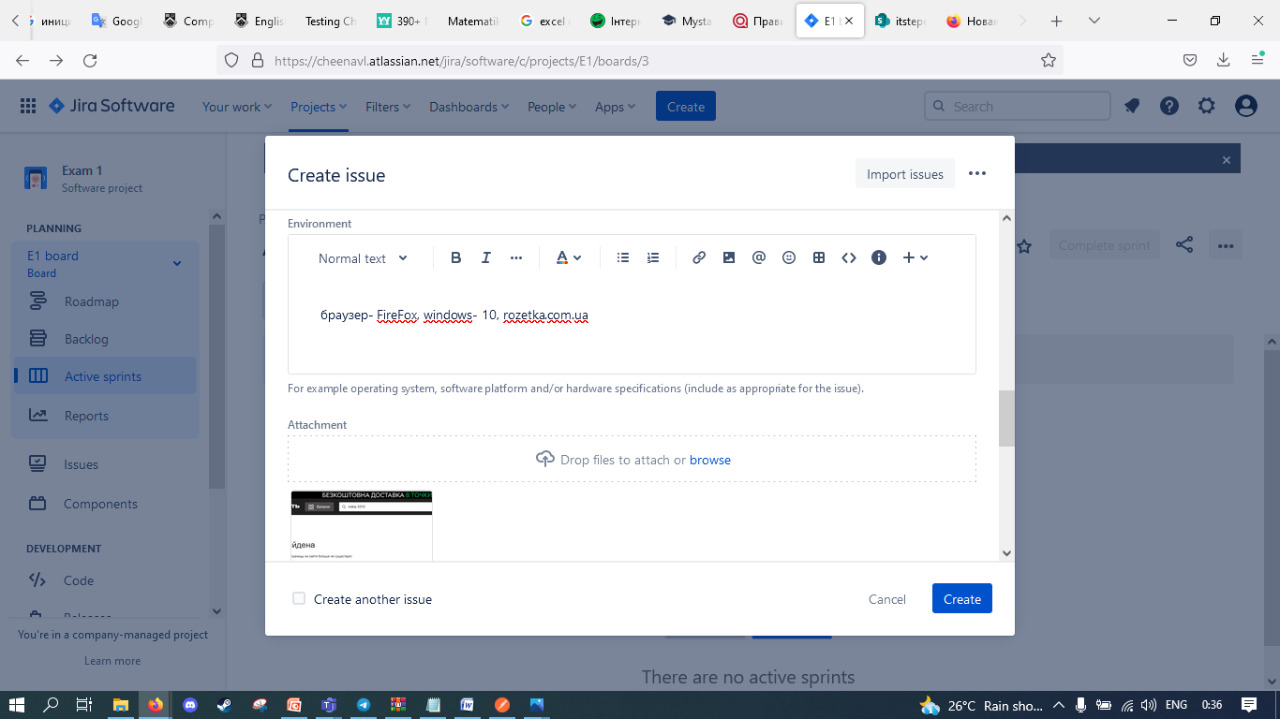 иниц
Googl
Comp
Englis
Testing Ch
390+ 
Matematik
excel
Інтері
Mysta
Прави
E1 
itstep
Новая
https://cheenavl.atlassian.net/jira/software/c/projects/E1/boards/3
Jira Software
Your work
Projects
Filters
Dashboards
People
Apps
Create
Search
Exam 1
Software project
PLANNING
E1 board
Board
Roadmap
Backlog
Active sprints
Reports
Issues
Components
DEVELOPMENT
Code
Releases
You're in a company-managed project
Learn more
Complete sprint
Create issue
Import issues
Environment
Normal text
браузер- FireFox, windows- 10, rozetka.com.ua
For example operating system, software platform and/or hardware specifications (include as appropriate for the issue).
Attachment
Drop files to attach or browse
БЕЗКОШТОВНА ДОСТАВКА В ТОЧКИ
йдена
Create another issue
Cancel
Create
There are no active sprints
26°C Rain sho...
ENG
0:36